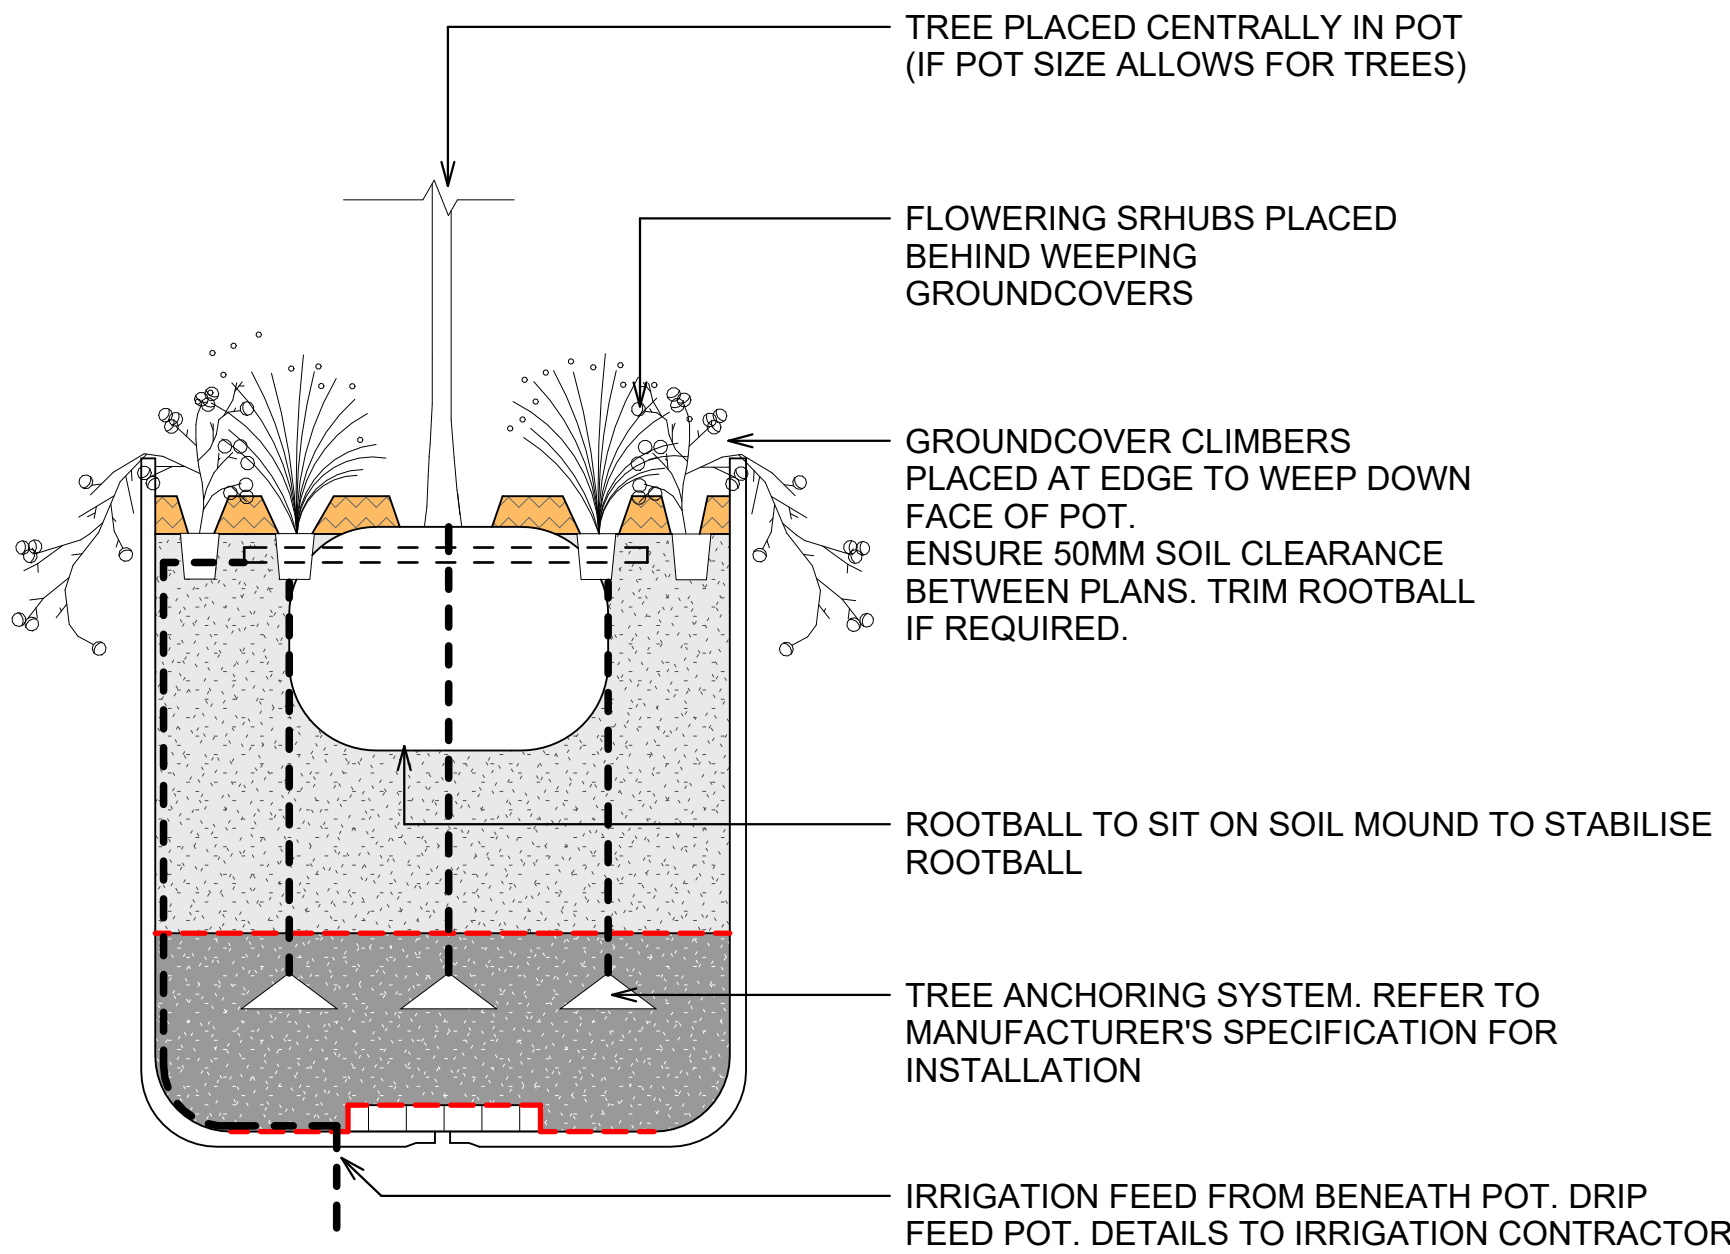 TREE PLACED CENTRALLY IN POT
(IF POT SIZE ALLOWS FOR TREES)
FLOWERING SRHUBS PLACED
BEHIND WEEPING
GROUNDCOVERS
GROUNDCOVER CLIMBERS
PLACED AT EDGE TO WEEP DOWN
FACE OF POT.
ENSURE 50MM SOIL CLEARANCE
BETWEEN PLANS. TRIM ROOTBALL
IF REQUIRED.
ROOTBALL TO SIT ON SOIL MOUND TO STABILISE
ROOTBALL
TREE ANCHORING SYSTEM. REFER TO
MANUFACTURER'S SPECIFICATION FOR
INSTALLATION
IRRIGATION FEED FROM BENEATH POT. DRIP
FEED POT. DETAILS TO IRRIGATION CONTRACTOR